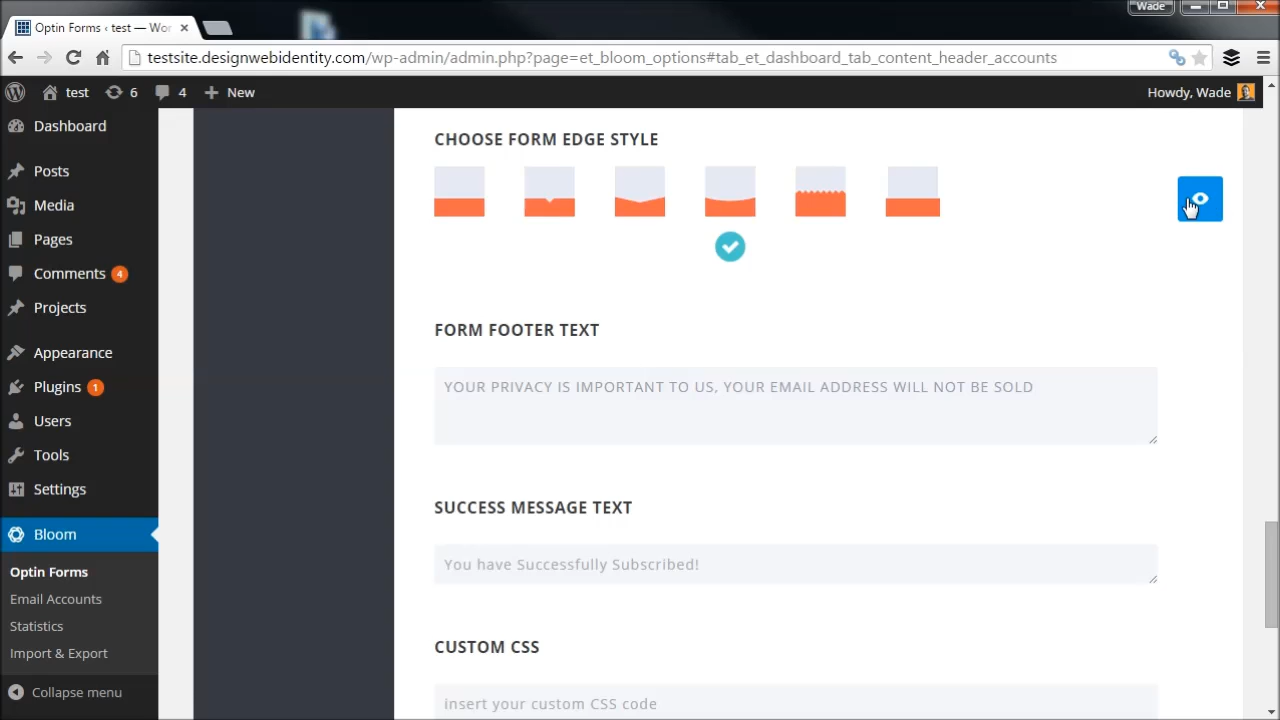 Wade
Optin Forms ‹ test — Wor
testsite.designwebidentity.com/wp-admin/admin.php?page=et_bloom_options#tab_et_dashboard_tab_content_header_accounts
test 6 4 New Howdy, Wade
Dashboard
Posts
Media
Pages
Comments 4
Projects
Appearance
Plugins 1
Users
Tools
Settings
Bloom
Optin Forms
Email Accounts
Statistics
Import & Export
Collapse menu
CHOOSE FORM EDGE STYLE
FORM FOOTER TEXT
YOUR PRIVACY IS IMPORTANT TO US, YOUR EMAIL ADDRESS WILL NOT BE SOLD
SUCCESS MESSAGE TEXT
You have Successfully Subscribed!
CUSTOM CSS
insert your custom CSS code